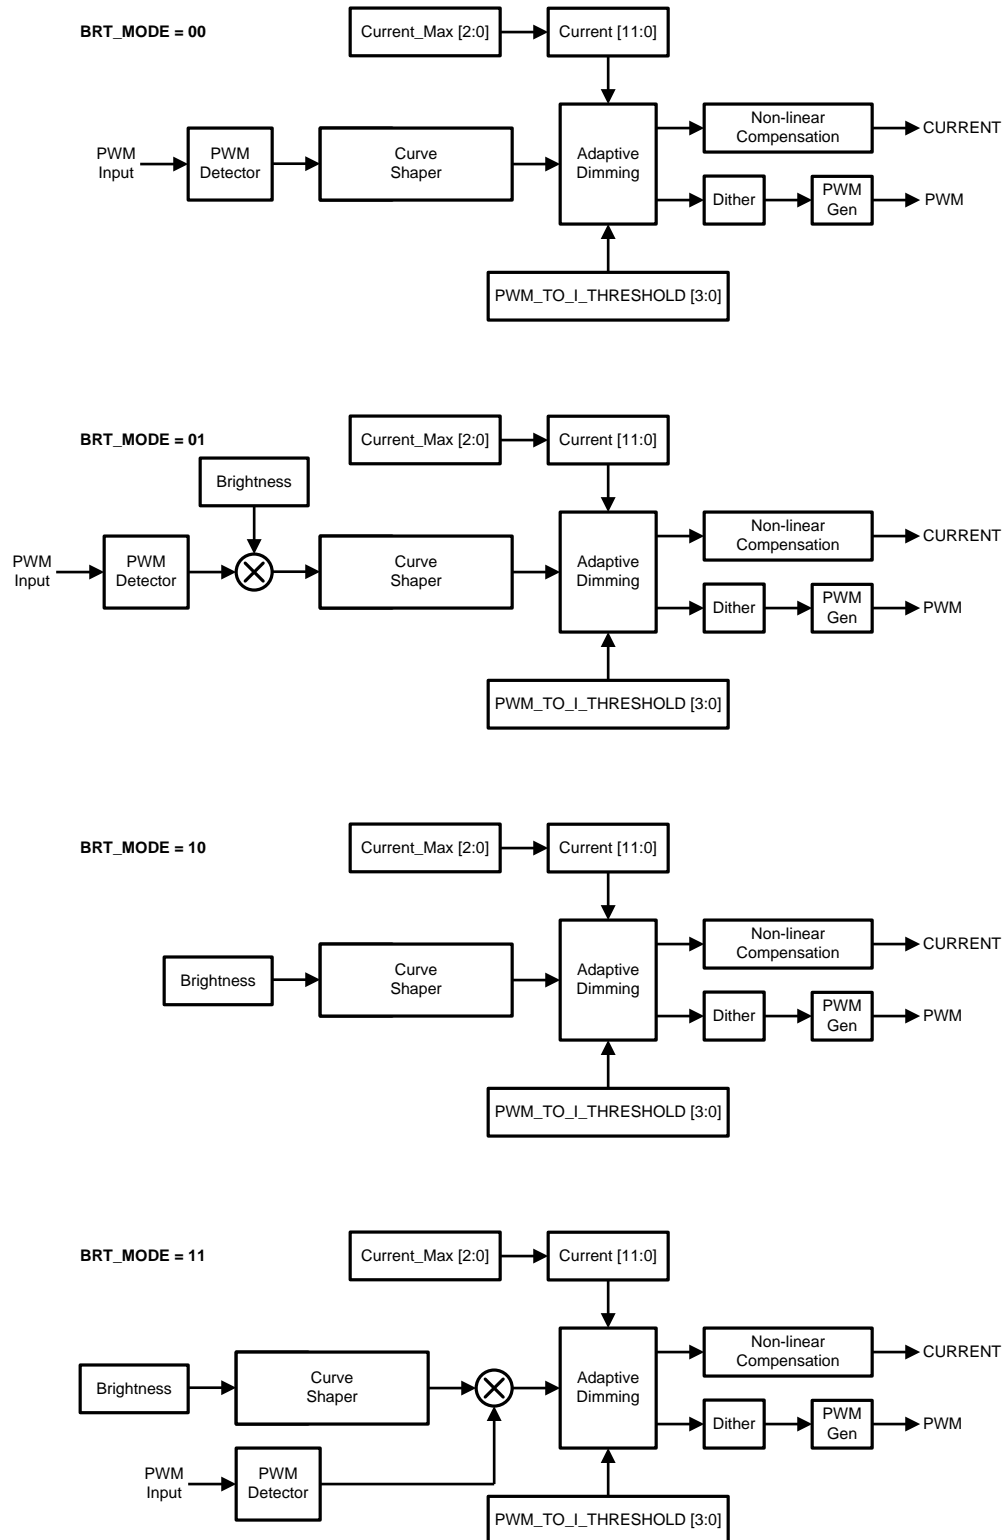 BRT_MODE = 00
Current_Max [2:0]
Current [11:0]
PWM
Input
PWM
Detector
Curve
Shaper
Adaptive
Dimming
Non-linear
Compensation
CURRENT
Dither
PWM
Gen
PWM
PWM_TO_I_THRESHOLD [3:0]
BRT_MODE = 01
Current_Max [2:0]
Current [11:0]
Brightness
PWM
Input
PWM
Detector
Curve
Shaper
Adaptive
Dimming
Non-linear
Compensation
CURRENT
Dither
PWM
Gen
PWM
PWM_TO_I_THRESHOLD [3:0]
BRT_MODE = 10
Current_Max [2:0]
Current [11:0]
Brightness
Curve
Shaper
Adaptive
Dimming
Non-linear
Compensation
CURRENT
Dither
PWM
Gen
PWM
PWM_TO_I_THRESHOLD [3:0]
BRT_MODE = 11
Current_Max [2:0]
Current [11:0]
Brightness
Curve
Shaper
Adaptive
Dimming
Non-linear
Compensation
CURRENT
Dither
PWM
Gen
PWM
PWM
Input
PWM
Detector
PWM_TO_I_THRESHOLD [3:0]